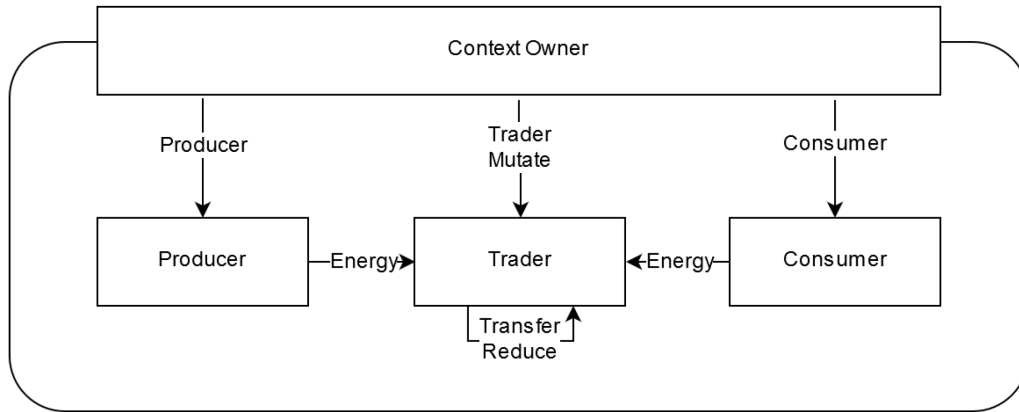 Context Owner
Producer
Trader
Mutate
Consumer
Producer
Energy
Trader
Energy
Consumer
Transfer
Reduce